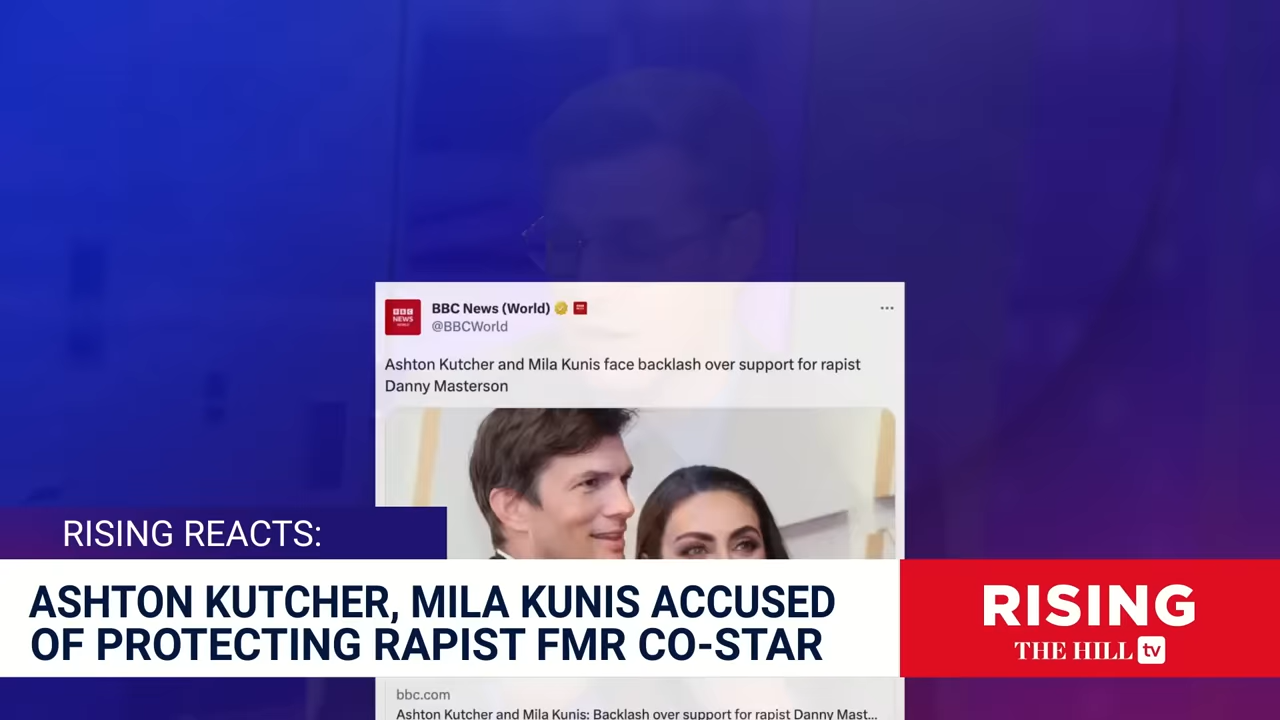 BBC
NEWS
BBC News (World)
@BBCWorld
Ashton Kutcher and Mila Kunis face backlash over support for rapist
Danny Masterson
RISING REACTS:
ASHTON KUTCHER, MILA KUNIS ACCUSED
OF PROTECTING RAPIST FMR CO-STAR
RISING
THE HILL tv
bbc.com
Ashton Kutcher and Mila Kunis: Backlash over support for rapist Danny Mast...